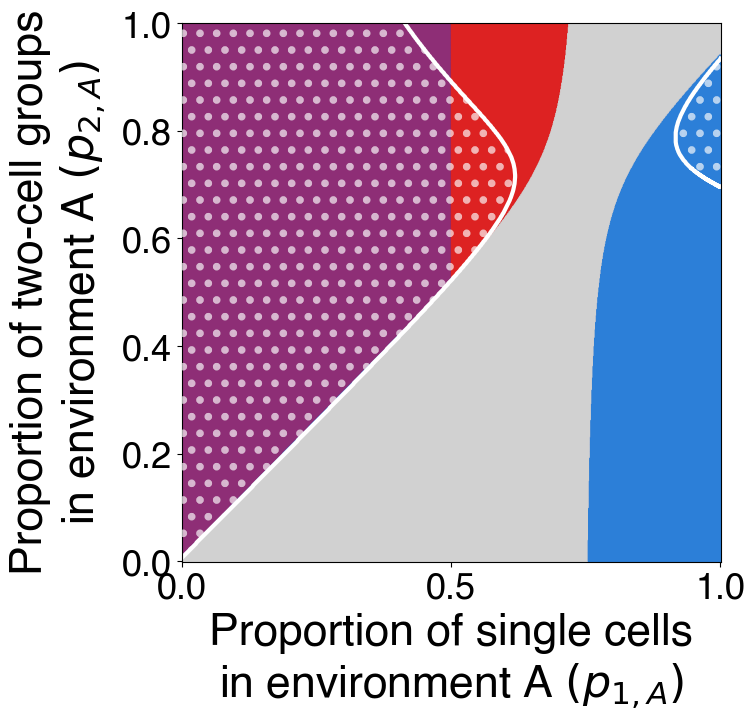 Proportion of two-cell groups
in environment A (p2,A)
1.0
0.8
0.6
0.4
0.2
0.0
0.0 0.5 1.0
Proportion of single cells
in environment A (p1,A)